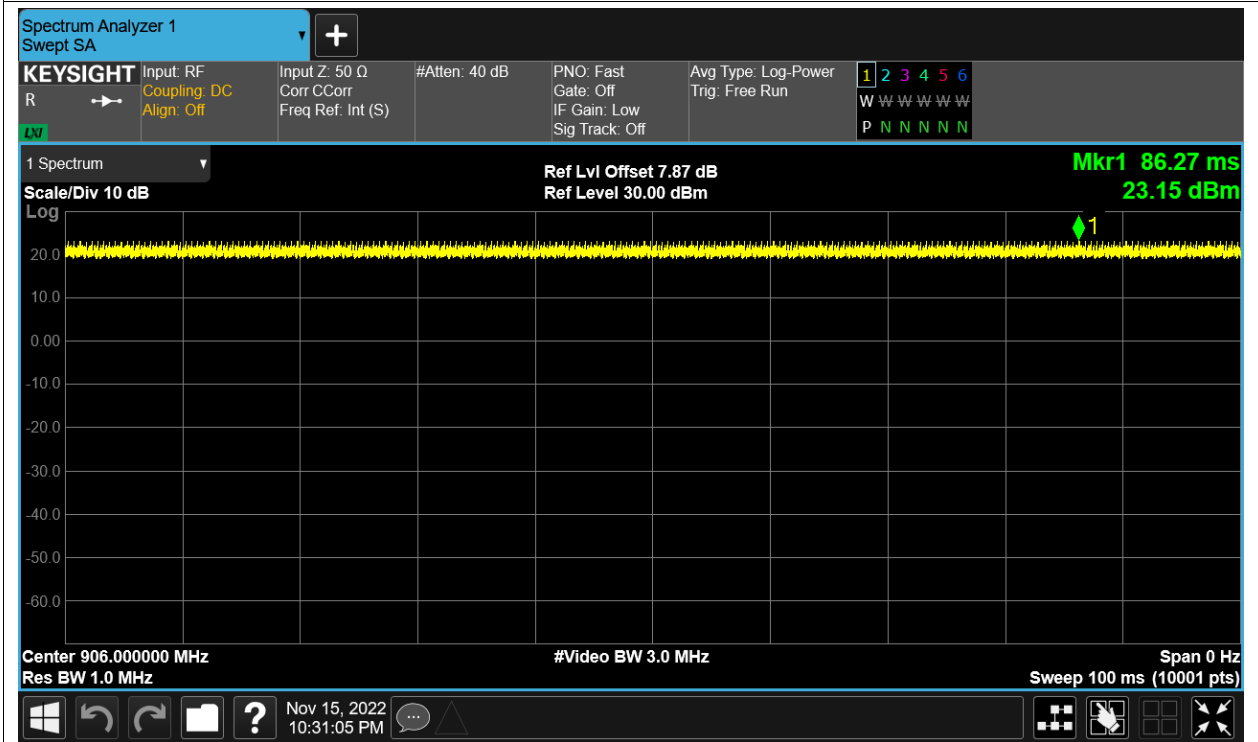 Spectrum Analyzer 1
Swept SA
KEYSIGHT
R
LXI
Input: RF
Coupling: DC
Align: Off
Input Z: 50 Ω
Corr CCorr
Freq Ref: Int (S)
#Atten: 40 dB
PNO: Fast
Gate: Off
IF Gain: Low
Sig Track: Off
Avg Type: Log-Power
Trig: Free Run
1 2 3 4 5 6
W W W W W W
P N N N N N
1 Spectrum
Scale/Div 10 dB
Log
Ref Lvl Offset 7.87 dB
Ref Level 30.00 dBm
Mkr1 86.27 ms
23.15 dBm
1
20.0
10.0
0.00
-10.0
-20.0
-30.0
-40.0
-50.0
-60.0
Center 906.000000 MHz
#Video BW 3.0 MHz
Span 0 Hz
Res BW 1.0 MHz
Sweep 100 ms (10001 pts)
?
Nov 15, 2022
10:31:05 PM